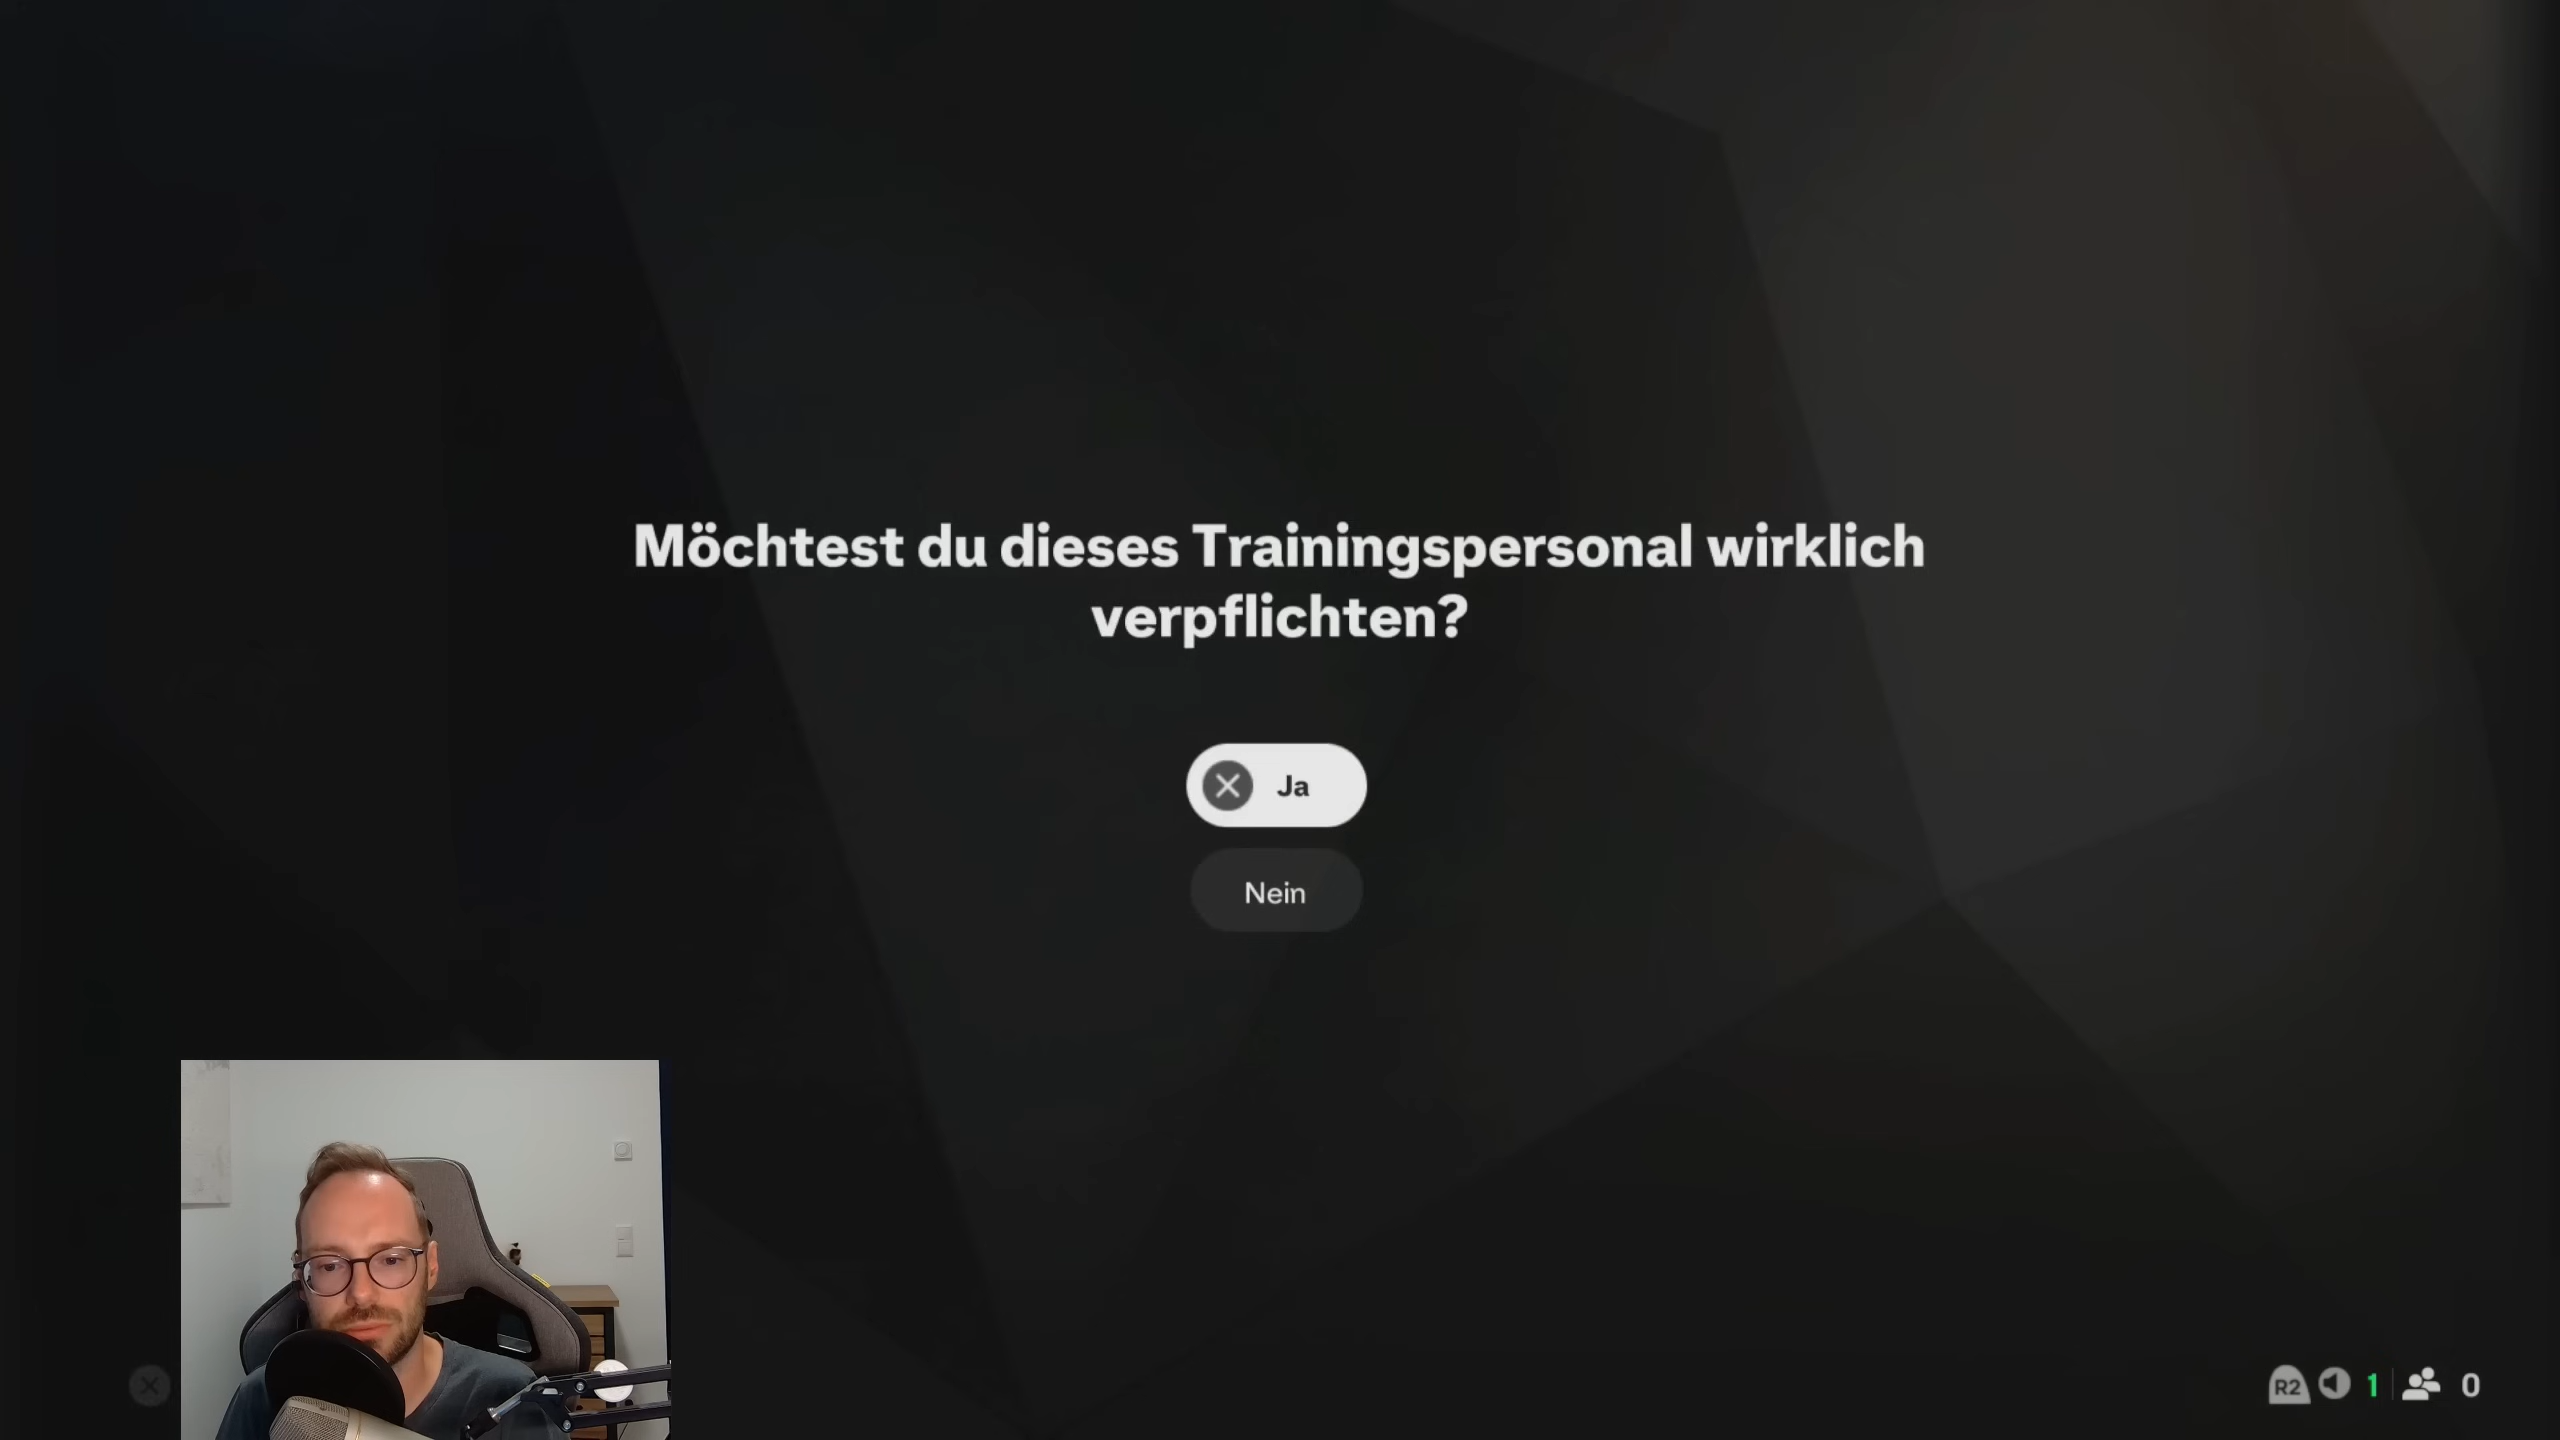 Möchtest du dieses Trainingspersonal wirklich
verpflichten?
Ja
Nein
R2 1 0